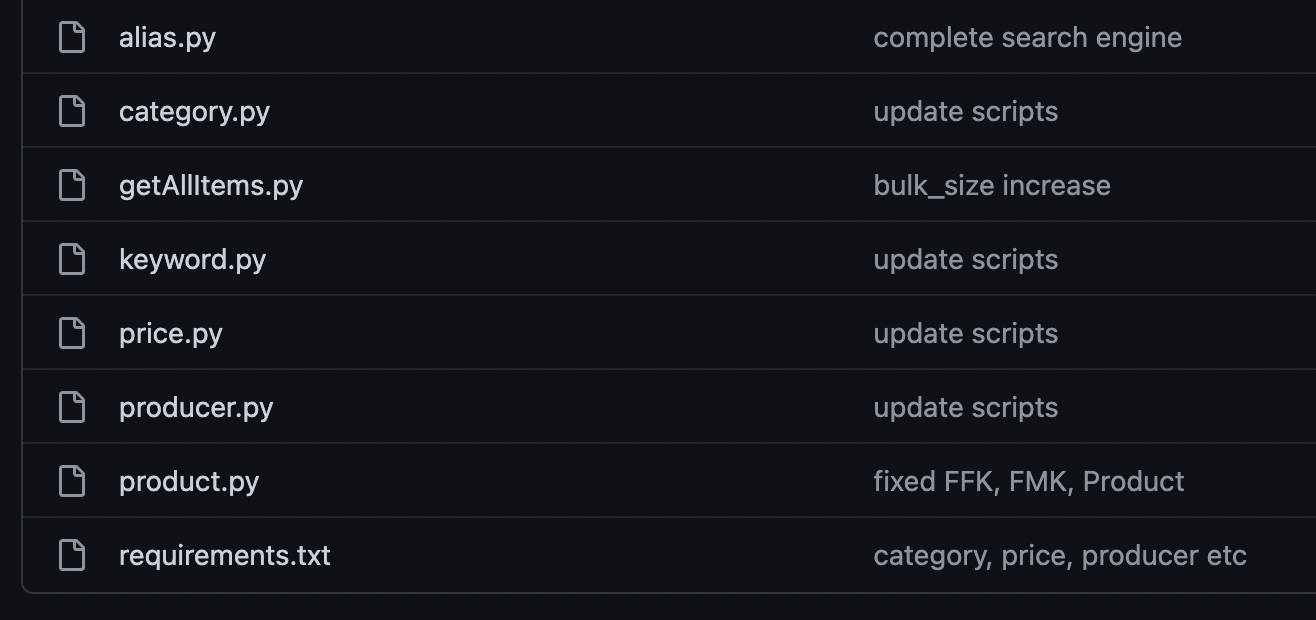 alias.py complete search engine
category.py update scripts
getAllItems.py bulk_size increase
keyword.py update scripts
price.py update scripts
producer.py update scripts
product.py fixed FFK, FMK, Product
requirements.txt category, price, producer etc